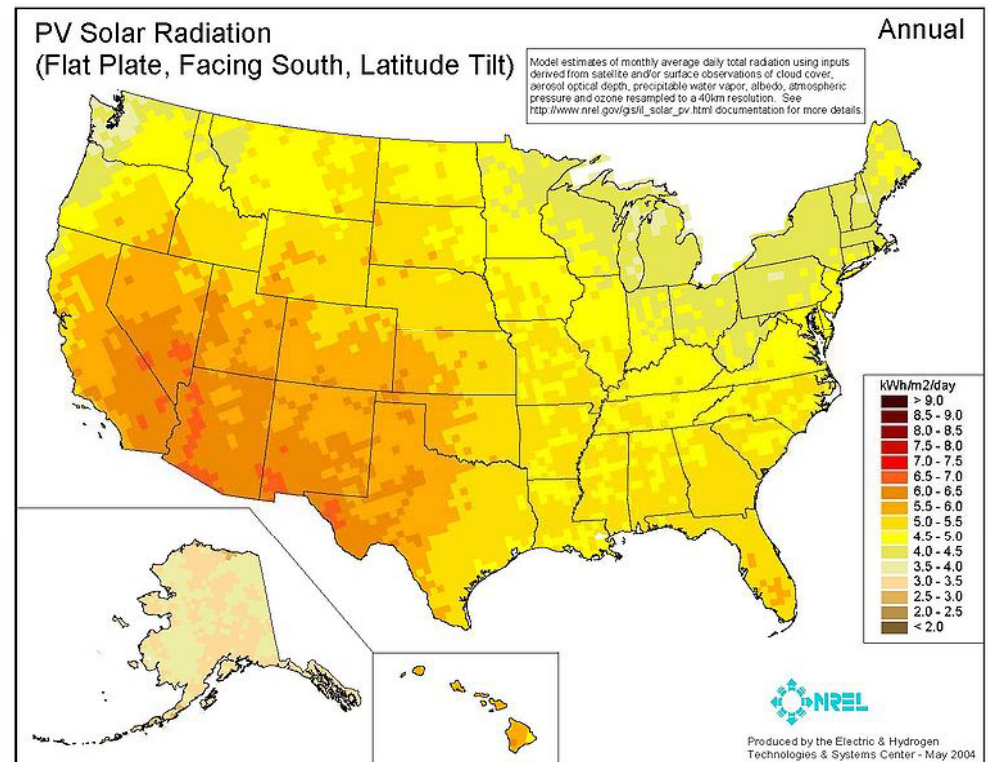 PV Solar Radiation
(Flat Plate, Facing South, Latitude Tilt)
Annual
Model estimates of monthly average daily total radiation using inputs
derived from satellite and/or surface observations of cloud cover,
aerosol optical depth, precipitable water vapor, albedo, atmospheric
pressure and ozone resampled to a 40km resolution. See
http://www.nrel.gov/gis/il_solar_pv.html documentation for more details.
kWh/m2/day
> 9.0
8.5 - 9.0
8.0 - 8.5
7.5 - 8.0
7.0 - 7.5
6.5 - 7.0
6.0 - 6.5
5.5 - 6.0
5.0 - 5.5
4.5 - 5.0
4.0 - 4.5
3.5 - 4.0
3.0 - 3.5
2.5 - 3.0
2.0 - 2.5
< 2.0
NREL
Produced by the Electric & Hydrogen
Technologies & Systems Center - May 2004